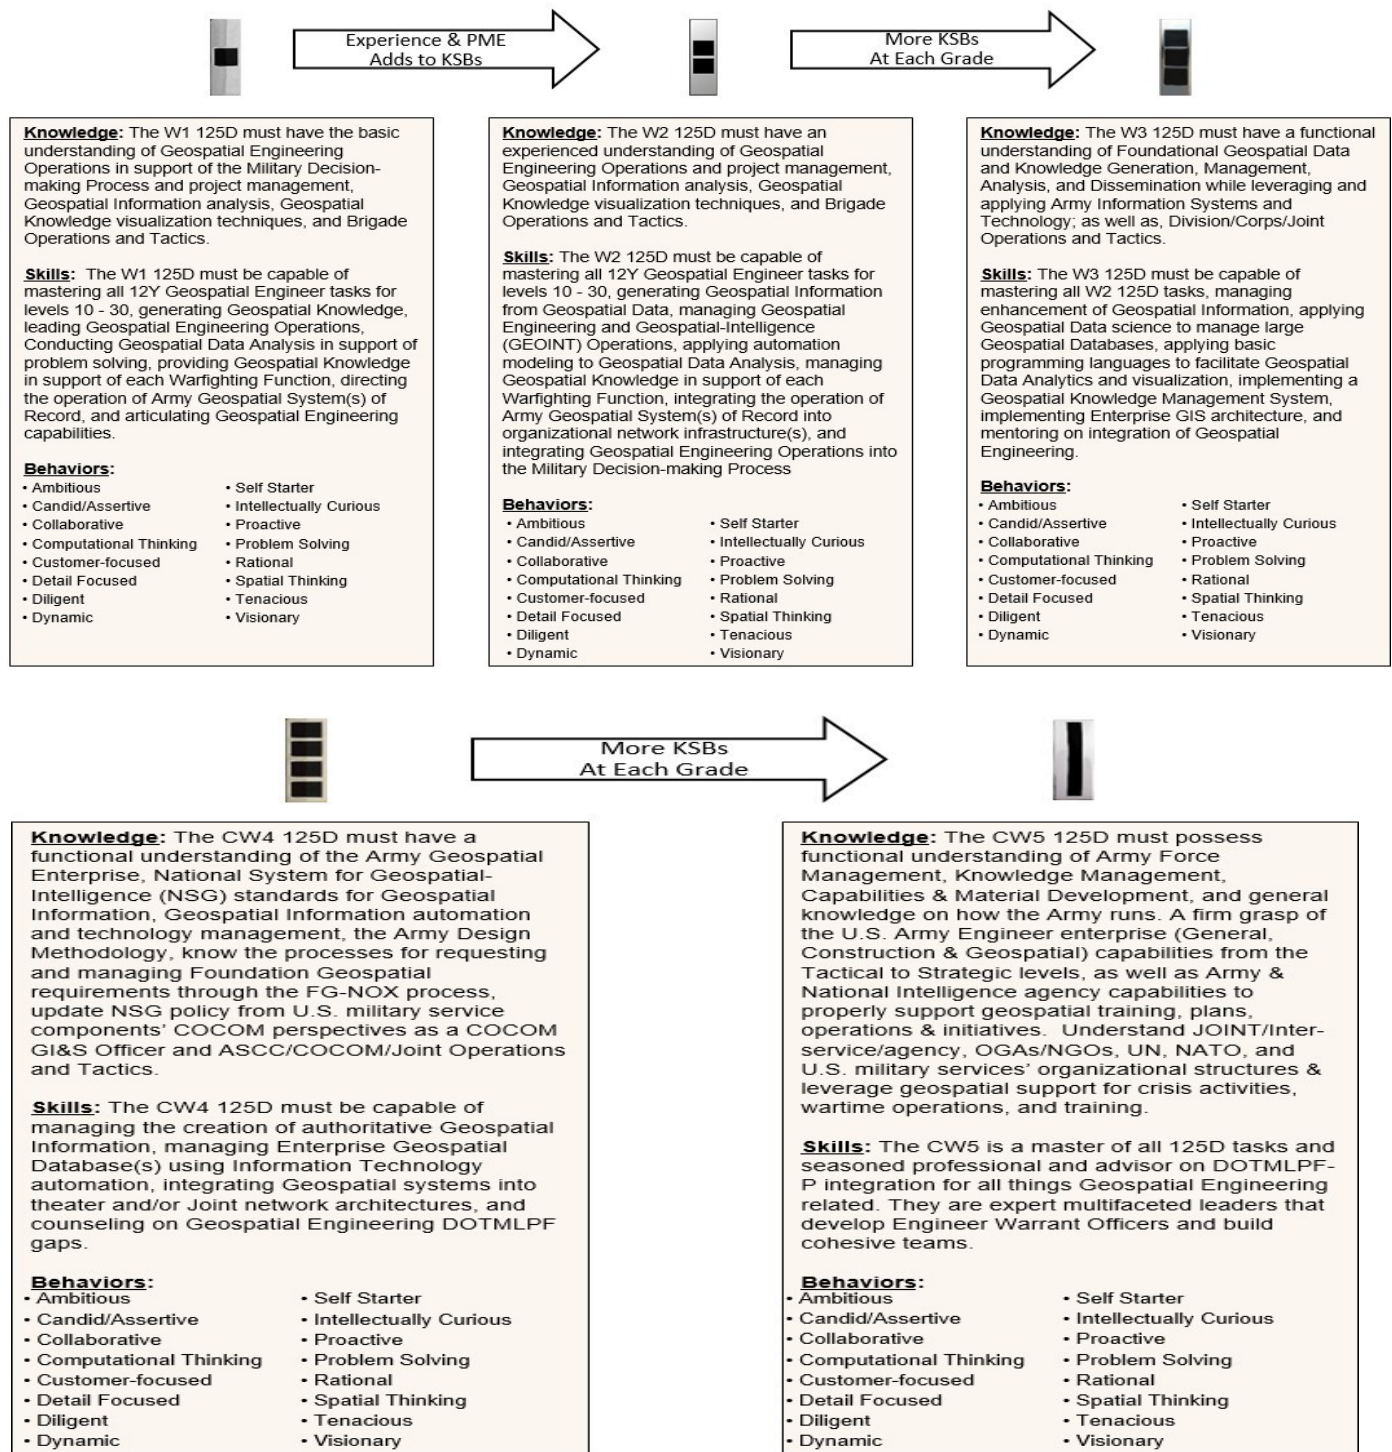 Experience & PME
Adds to KSBs
More KSBs
At Each Grade
Knowledge: The W1 125D must have the basic
understanding of Geospatial Engineering
Operations in support of the Military Decision-
making Process and project management,
Geospatial Information analysis, Geospatial
Knowledge visualization techniques, and Brigade
Operations and Tactics.
Skills:  The W1 125D must be capable of
mastering all 12Y Geospatial Engineer tasks for
levels 10 - 30, generating Geospatial Knowledge,
leading Geospatial Engineering Operations,
Conducting Geospatial Data Analysis in support of
problem solving, providing Geospatial Knowledge
in support of each Warfighting Function, directing
the operation of Army Geospatial System(s) of
Record, and articulating Geospatial Engineering
capabilities.
Behaviors:
• Ambitious
• Candid/Assertive
• Collaborative
• Computational Thinking
• Customer-focused
• Detail Focused
• Diligent
• Dynamic
• Self Starter
• Intellectually Curious
• Proactive
• Problem Solving
• Rational
• Spatial Thinking
• Tenacious
• Visionary
Knowledge: The W2 125D must have an
experienced understanding of Geospatial
Engineering Operations and project management,
Geospatial Information analysis, Geospatial
Knowledge visualization techniques, and Brigade
Operations and Tactics.
Skills: The W2 125D must be capable of
mastering all 12Y Geospatial Engineer tasks for
levels 10 - 30, generating Geospatial Information
from Geospatial Data, managing Geospatial
Engineering and Geospatial-Intelligence
(GEOINT) Operations, applying automation
modeling to Geospatial Data Analysis, managing
Geospatial Knowledge in support of each
Warfighting Function, integrating the operation of
Army Geospatial System(s) of Record into
organizational network infrastructure(s), and
integrating Geospatial Engineering Operations into
the Military Decision-making Process
Behaviors:
• Ambitious
• Candid/Assertive
• Collaborative
• Computational Thinking
• Customer-focused
• Detail Focused
• Diligent
• Dynamic
• Self Starter
• Intellectually Curious
• Proactive
• Problem Solving
• Rational
• Spatial Thinking
• Tenacious
• Visionary
Knowledge: The W3 125D must have a functional
understanding of Foundational Geospatial Data
and Knowledge Generation, Management,
Analysis, and Dissemination while leveraging and
applying Army Information Systems and
Technology; as well as, Division/Corps/Joint
Operations and Tactics.
Skills: The W3 125D must be capable of
mastering all W2 125D tasks, managing
enhancement of Geospatial Information, applying
Geospatial Data science to manage large
Geospatial Databases, applying basic
programming languages to facilitate Geospatial
Data Analytics and visualization, implementing a
Geospatial Knowledge Management System,
implementing Enterprise GIS architecture, and
mentoring on integration of Geospatial
Engineering.
Behaviors:
• Ambitious
• Candid/Assertive
• Collaborative
• Computational Thinking
• Customer-focused
• Detail Focused
• Diligent
• Dynamic
• Self Starter
• Intellectually Curious
• Proactive
• Problem Solving
• Rational
• Spatial Thinking
• Tenacious
• Visionary
More KSBs
At Each Grade
Knowledge: The CW4 125D must have a
functional understanding of the Army Geospatial
Enterprise, National System for Geospatial-
Intelligence (NSG) standards for Geospatial
Information, Geospatial Information automation
and technology management, the Army Design
Methodology, know the processes for requesting
and managing Foundation Geospatial
requirements through the FG-NOX process,
update NSG policy from U.S. military service
components’ COCOM perspectives as a COCOM
GI&S Officer and ASCC/COCOM/Joint Operations
and Tactics.
Skills: The CW4 125D must be capable of
managing the creation of authoritative Geospatial
Information, managing Enterprise Geospatial
Database(s) using Information Technology
automation, integrating Geospatial systems into
theater and/or Joint network architectures, and
counseling on Geospatial Engineering DOTMLPF
gaps.
Behaviors:
• Ambitious
• Candid/Assertive
• Collaborative
• Computational Thinking
• Customer-focused
• Detail Focused
• Diligent
• Dynamic
• Self Starter
• Intellectually Curious
• Proactive
• Problem Solving
• Rational
• Spatial Thinking
• Tenacious
• Visionary
Knowledge: The CW5 125D must possess
functional understanding of Army Force
Management, Knowledge Management,
Capabilities & Material Development, and general
knowledge on how the Army runs. A firm grasp of
the U.S. Army Engineer enterprise (General,
Construction & Geospatial) capabilities from the
Tactical to Strategic levels, as well as Army &
National Intelligence agency capabilities to
properly support geospatial training, plans,
operations & initiatives.  Understand JOINT/Inter-
service/agency, OGAs/NGOs, UN, NATO, and
U.S. military services’ organizational structures &
leverage geospatial support for crisis activities,
wartime operations, and training.
Skills: The CW5 is a master of all 125D tasks and
seasoned professional and advisor on DOTMLPF-
P integration for all things Geospatial Engineering
related. They are expert multifaceted leaders that
develop Engineer Warrant Officers and build
cohesive teams.
Behaviors:
• Ambitious
• Candid/Assertive
• Collaborative
• Computational Thinking
• Customer-focused
• Detail Focused
• Diligent
• Dynamic
• Self Starter
• Intellectually Curious
• Proactive
• Problem Solving
• Rational
• Spatial Thinking
• Tenacious
• Visionary